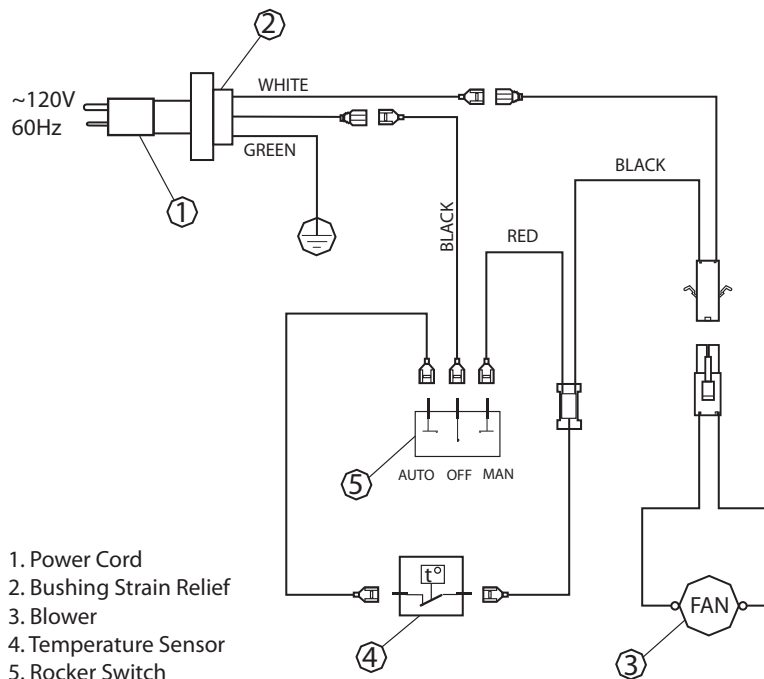 2
WHITE
~120V
60Hz
GREEN
1
BLACK
BLACK
RED
5
AUTO OFF MAN
t°
4
FAN
3
1. Power Cord
2. Bushing Strain Relief
3. Blower
4. Temperature Sensor
5. Rocker Switch